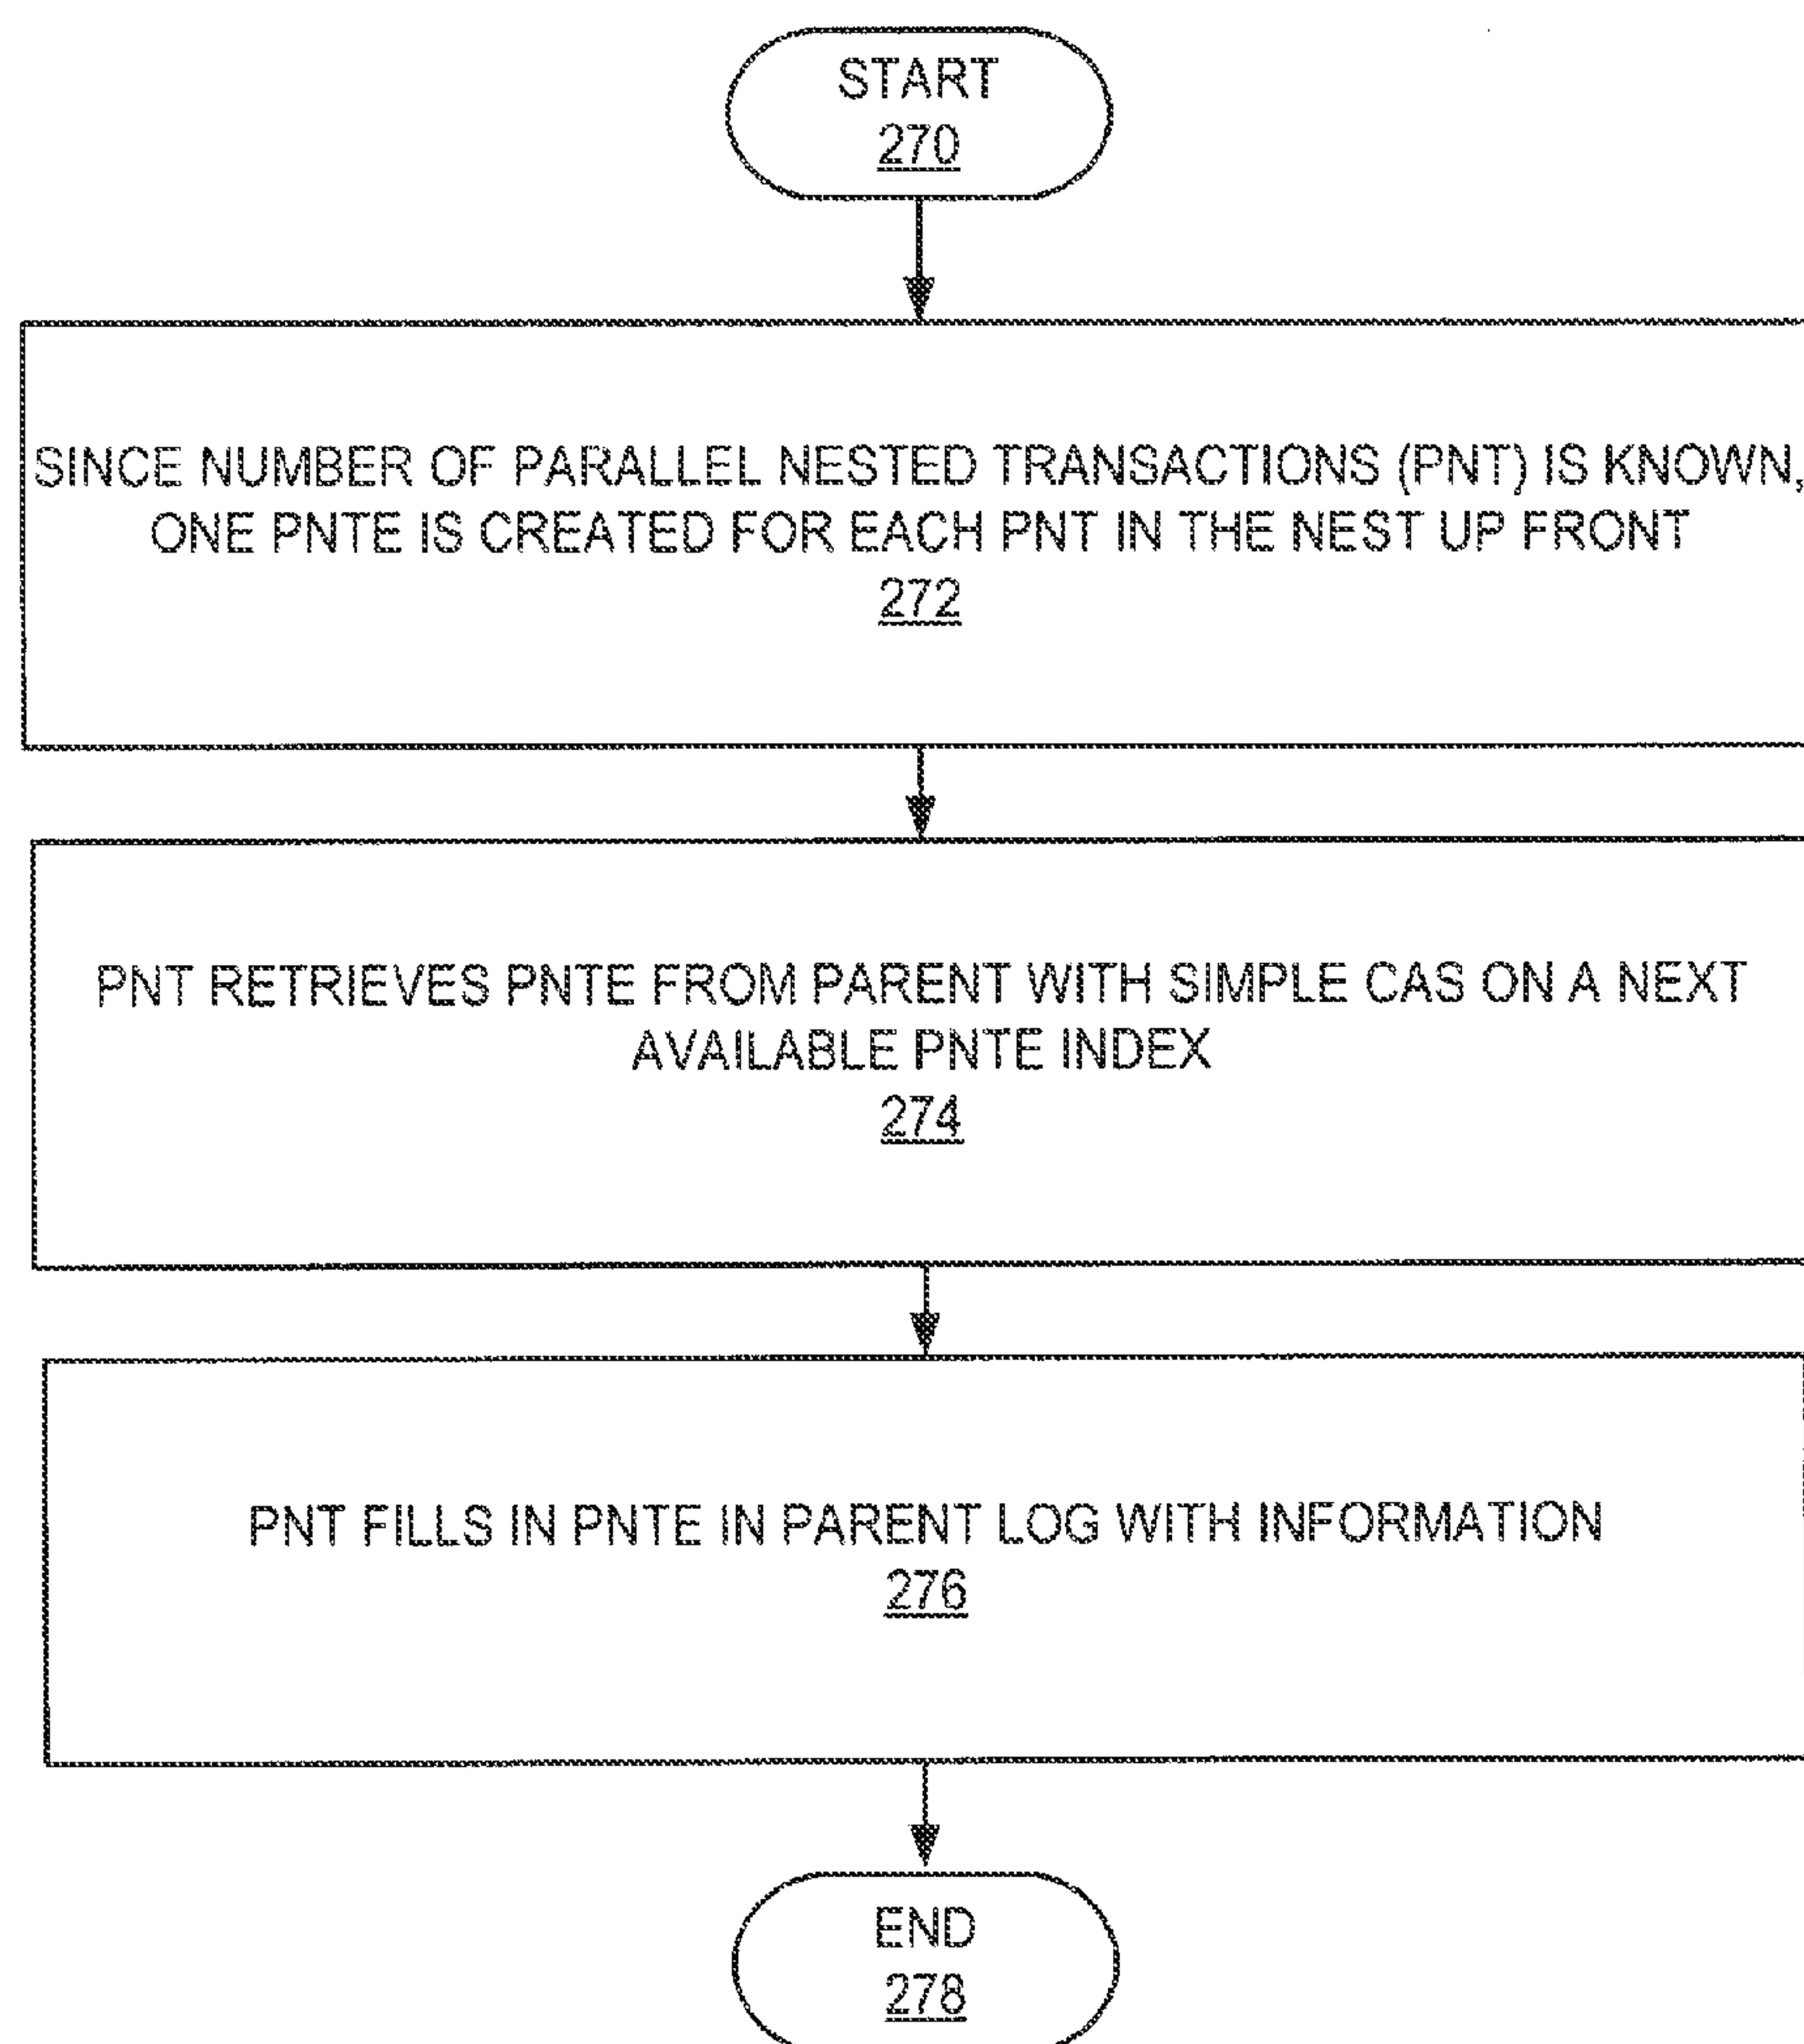 START
270
SINCE NUMBER OF PARALLEL NESTED TRANSACTIONS (PNT) IS KNOWN,
ONE PNTE IS CREATED FOR EACH PNT IN THE NEST UP FRONT
272
PNT RETRIEVES PNTE FROM PARENT WITH SIMPLE CAS ON A NEXT
AVAILABLE PNTE INDEX
274
PNT FILLS IN PNTE IN PARENT LOG WITH INFORMATION
276
END
278